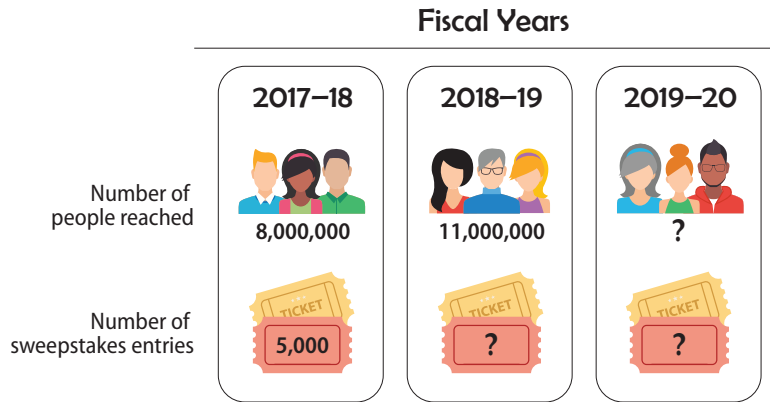 Fiscal Years
2017–18
2018–19
2019–20
Number of
people reached
8,000,000
11,000,000
?
TICKET
TICKET
TICKET
Number of
sweepstakes entries
5,000
?
?